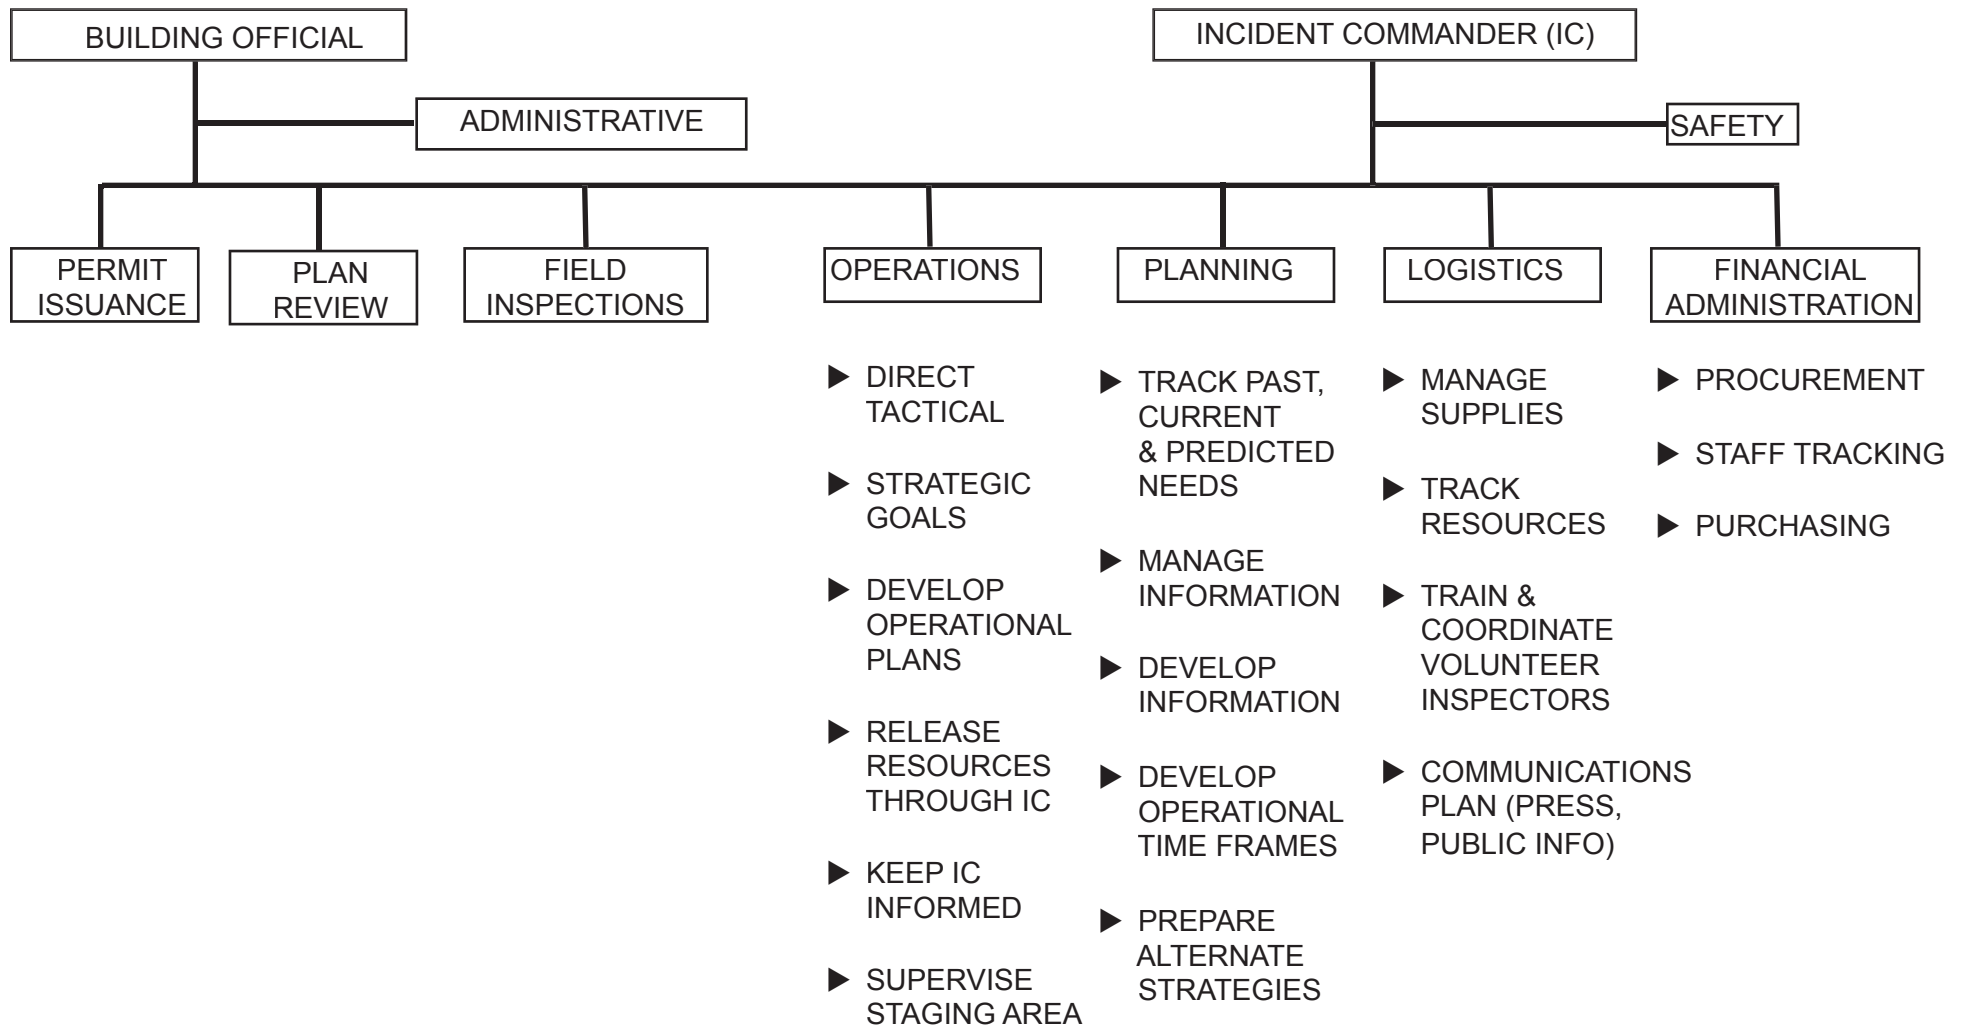 BUILDING OFFICIAL
INCIDENT COMMANDER (IC)
ADMINISTRATIVE
SAFETY
PERMIT
ISSUANCE
PLAN
REVIEW
FIELD
INSPECTIONS
OPERATIONS
PLANNING
LOGISTICS
FINANCIAL
ADMINISTRATION
▶ DIRECT
TACTICAL
▶ STRATEGIC
GOALS
▶ DEVELOP
OPERATIONAL
PLANS
▶ RELEASE
RESOURCES
THROUGH IC
▶ KEEP IC
INFORMED
▶ SUPERVISE
STAGING AREA
▶ TRACK PAST,
CURRENT
& PREDICTED
NEEDS
▶ MANAGE
INFORMATION
▶ DEVELOP
INFORMATION
▶ DEVELOP
OPERATIONAL
TIME FRAMES
▶ PREPARE
ALTERNATE
STRATEGIES
▶ MANAGE
SUPPLIES
▶ TRACK
RESOURCES
▶ TRAIN &
COORDINATE
VOLUNTEER
INSPECTORS
▶ COMMUNICATIONS
PLAN (PRESS,
PUBLIC INFO)
▶ PROCUREMENT
▶ STAFF TRACKING
▶ PURCHASING